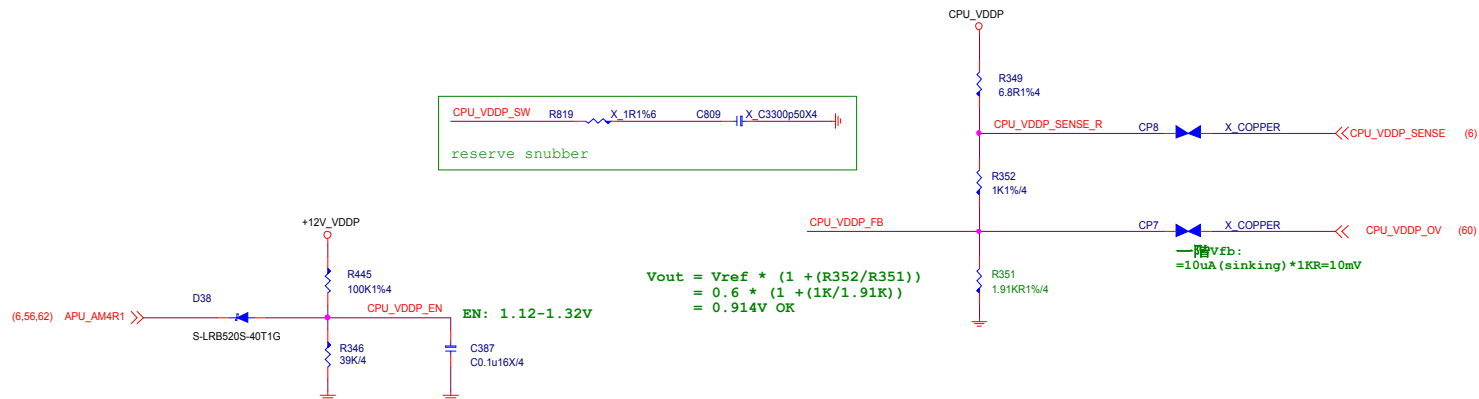 CPU_VDDP
R349
6.8R1%4
CPU_VDDP_SW
R819
X_1R1%6
C809
X_C3300p50X4
reserve snubber
CPU_VDDP_SENSE_R
CP8
X_COPPER
CPU_VDDP_SENSE
(6)
R352
1K1%/4
+12V_VDDP
CPU_VDDP_FB
CP7
X_COPPER
CPU_VDDP_OV
(60)
一階Vfb:
=10uA(sinking)*1KR=10mV
R445
100K1%4
Vout = Vref * (1 +(R352/R351))
= 0.6 * (1 +(1K/1.91K))
= 0.914V OK
R351
1.91KR1%/4
D38
(6,56,62)
APU_AM4R1
S-LRB520S-40T1G
CPU_VDDP_EN
EN: 1.12-1.32V
R346
39K/4
C387
C0.1u16X/4